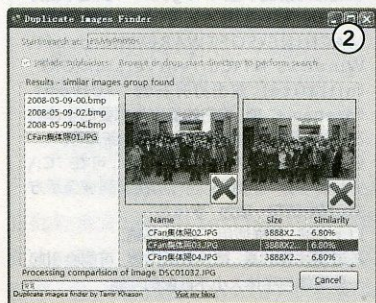 Duplicate Images Finder
②
Start search at:
Include subfolders Browse or drop start directory to perform search
Results - similar images group found
2008-05-09-00.bmp
2008-05-09-02.bmp
2008-05-09-04.bmp
CFan集体照01.JPG
Name Size Similarity
CFan集体照02.JPG 3888X2... 6.80%
CFan集体照03.JPG 3888X2... 6.80%
CFan集体照04.JPG 3888X2... 6.80%
Processing comparision of image DSC01032.JPG
Cancel
Duplicate images finder by Tamir Khason Visit my blog